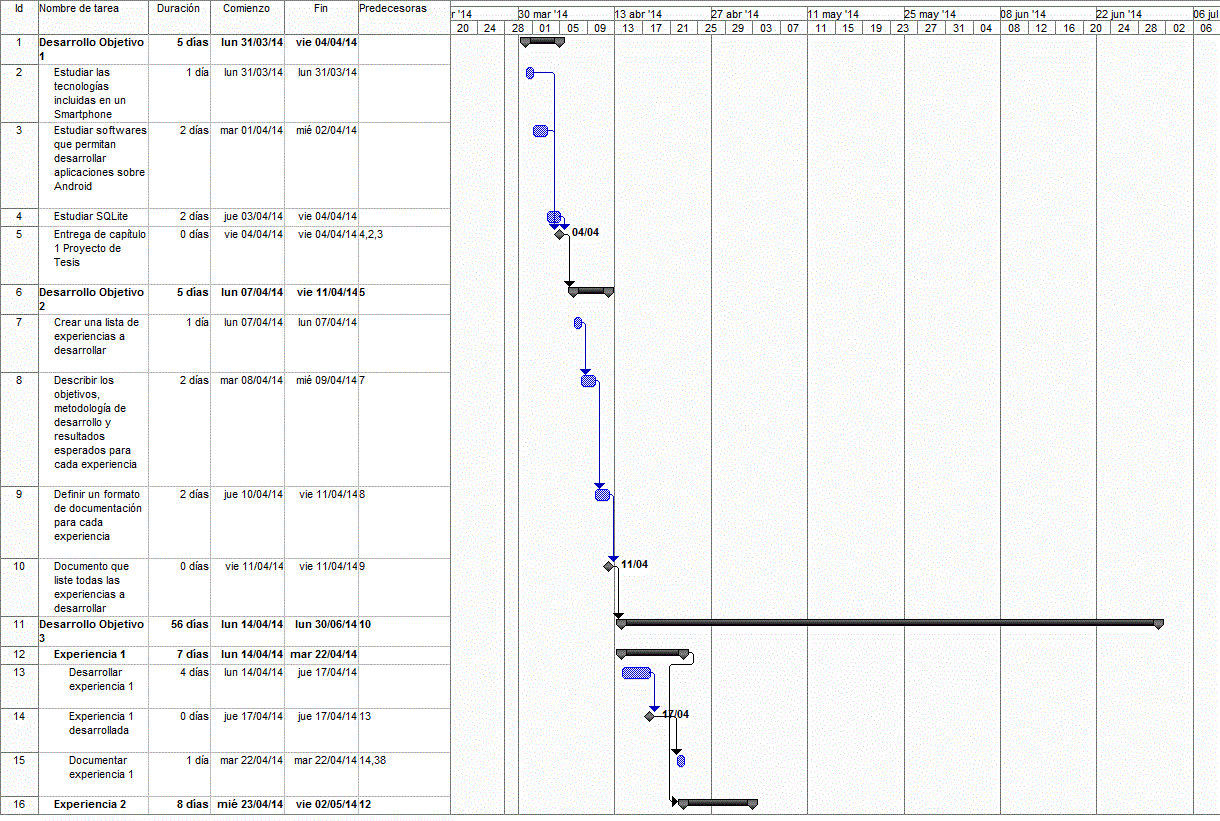 Id Nombre de tarea Duración Comienzo Fin Predecesoras r '14 30 mar '14 13 abr '14 27 abr '14 11 may '14 25 may '14 08 jun '14 22 jun '14 06 jul
20 24 28 01 05 09 13 17 21 25 29 03 07 11 15 19 23 27 31 04 08 12 16 20 24 28 02 06
1 Desarrollo Objetivo 5 días lun 31/03/14 vie 04/04/14
1
2 Estudiar las 1 día lun 31/03/14 lun 31/03/14
tecnologías
incluidas en un
Smartphone
3 Estudiar softwares 2 días mar 01/04/14 mié 02/04/14
que permitan
desarrollar
aplicaciones sobre
Android
4 Estudiar SQLite 2 días jue 03/04/14 vie 04/04/14
5 Entrega de capítulo 0 días vie 04/04/14 vie 04/04/14 4,2,3 04/04
1 Proyecto de
Tesis
6 Desarrollo Objetivo 5 días lun 07/04/14 vie 11/04/14 5
2
7 Crear una lista de 1 día lun 07/04/14 lun 07/04/14
experiencias a
desarrollar
8 Describir los 2 días mar 08/04/14 mié 09/04/14 7
objetivos,
metodología de
desarrollo y
resultados
esperados para
cada experiencia
9 Definir un formato 2 días jue 10/04/14 vie 11/04/14 8
de documentación
para cada
experiencia
10 Documento que 0 días vie 11/04/14 vie 11/04/14 9 11/04
liste todas las
experiencias a
desarrollar
11 Desarrollo Objetivo 56 días lun 14/04/14 lun 30/06/14 10
3
12 Experiencia 1 7 días lun 14/04/14 mar 22/04/14
13 Desarrollar 4 días lun 14/04/14 jue 17/04/14
experiencia 1
14 Experiencia 1 0 días jue 17/04/14 jue 17/04/14 13 17/04
desarrollada
15 Documentar 1 día mar 22/04/14 mar 22/04/14 14,38
experiencia 1
16 Experiencia 2 8 días mié 23/04/14 vie 02/05/14 12